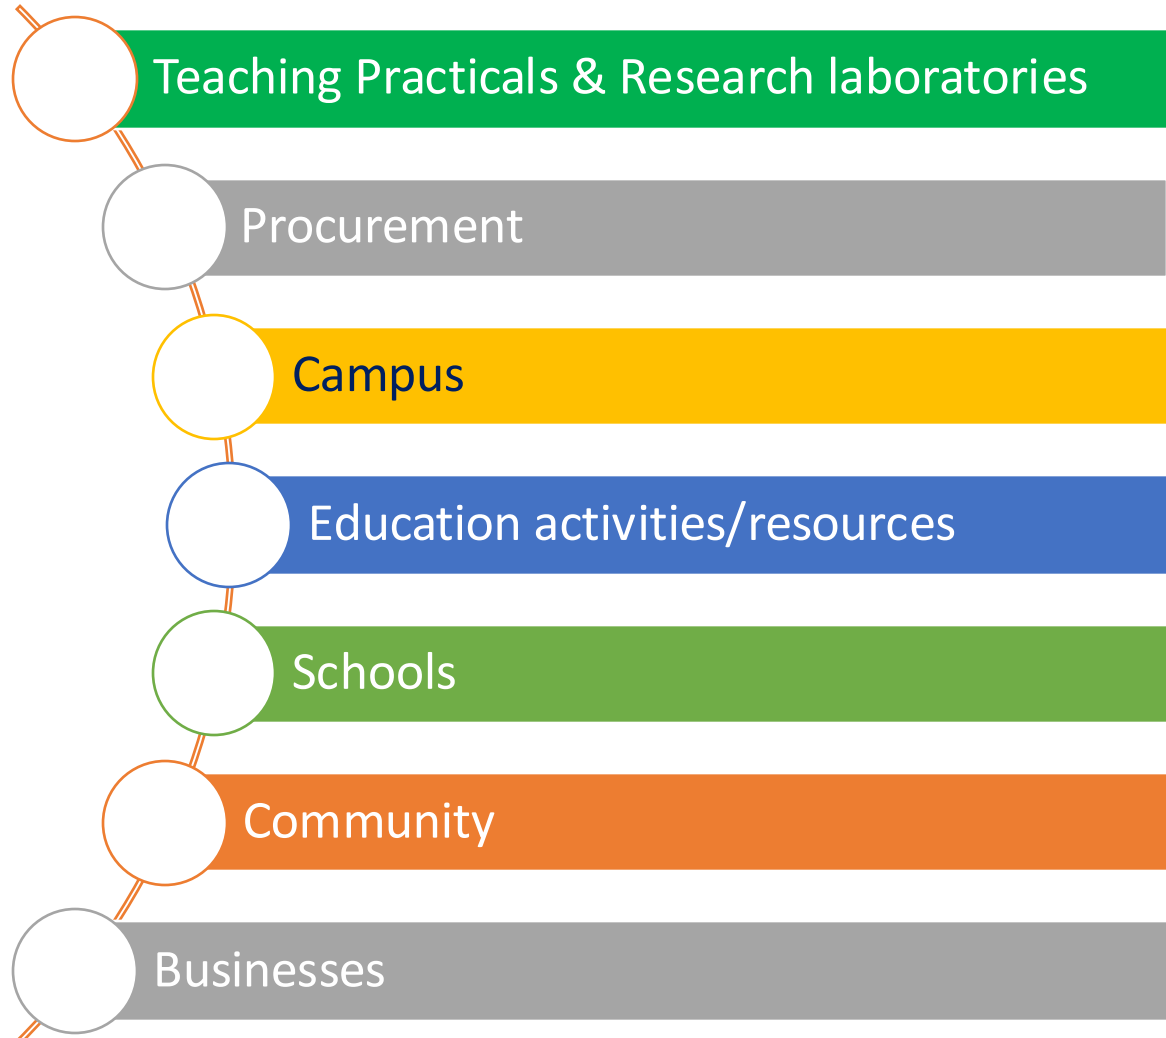 Teaching Practicals & Research laboratories
Procurement
Campus
Education activities/resources
Schools
Community
Businesses